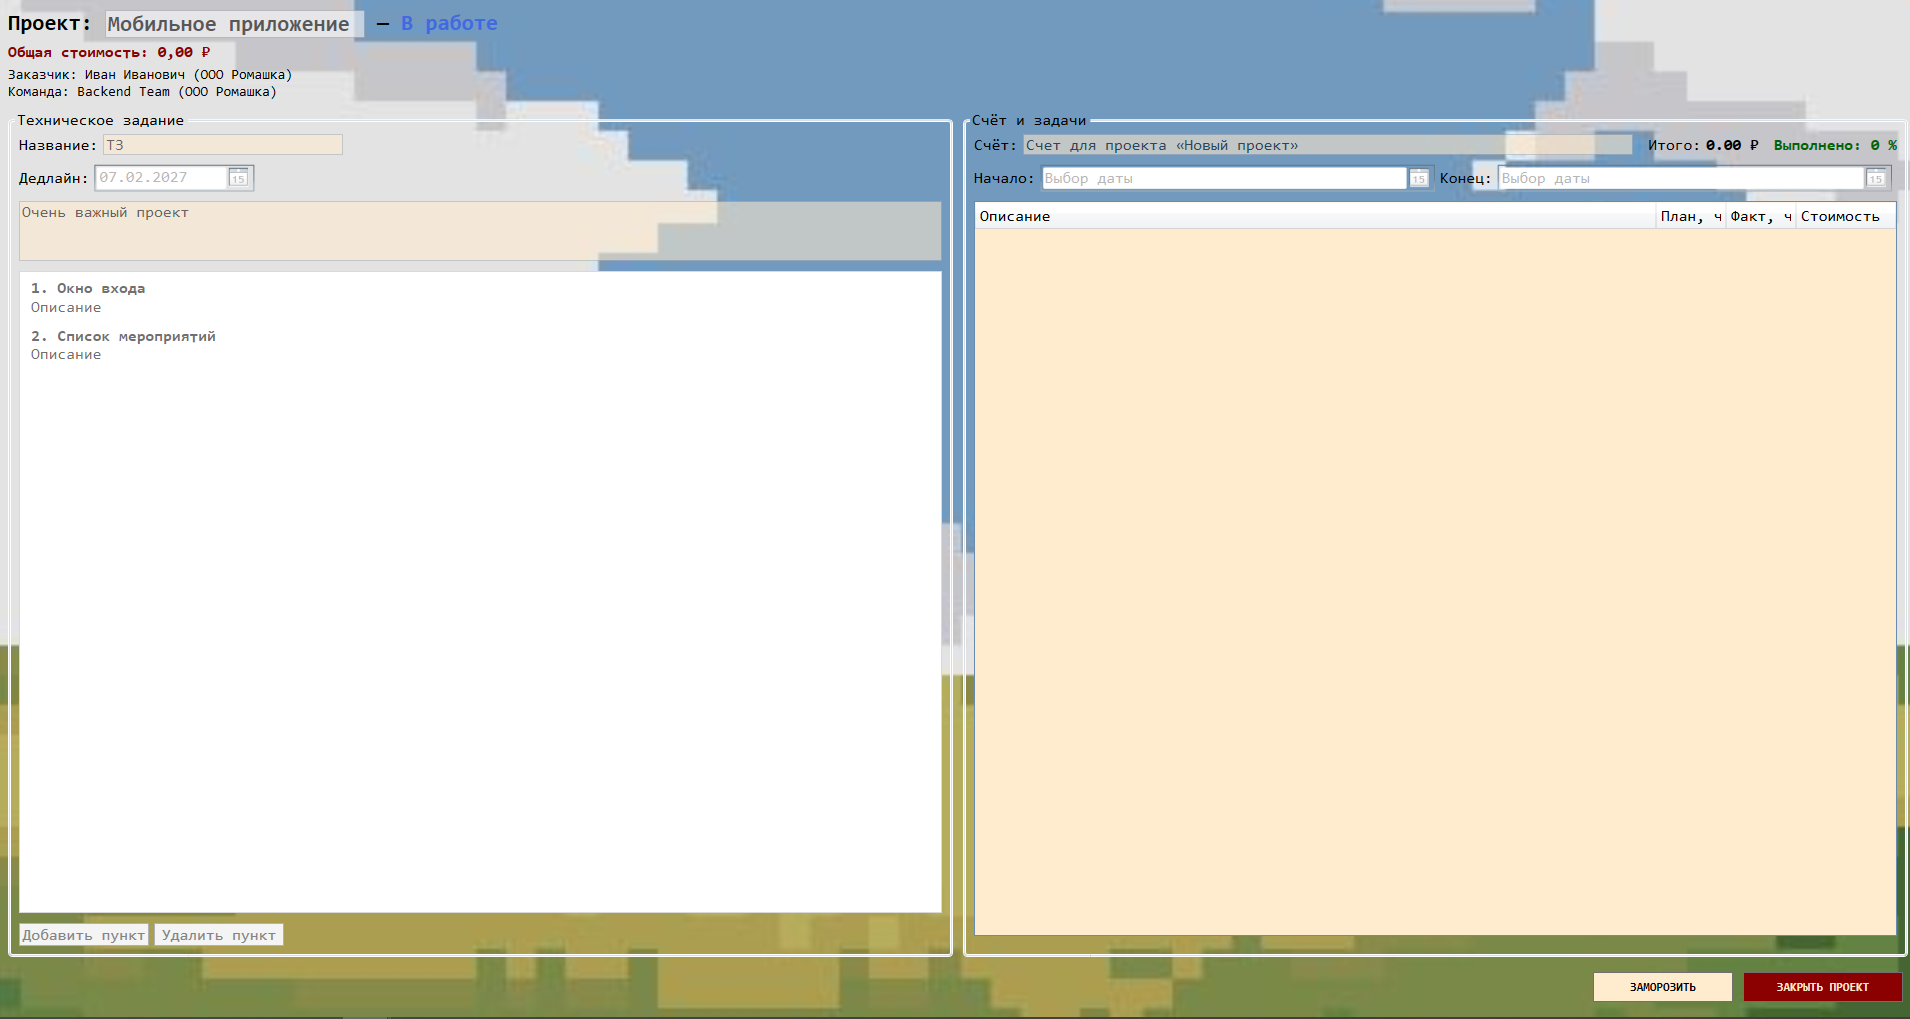 Проект: Мобильное приложение — В работе
Общая стоимость: 0,00 ₽
Заказчик: Иван Иванович (ООО Ромашка)
Команда: Backend Team (ООО Ромашка)
Техническое задание
Название: ТЗ
Дедлайн: 07.02.2027 15
Очень важный проект
1. Окно входа
Описание
2. Список мероприятий
Описание
Добавить пункт Удалить пункт
Счёт и задачи
Счёт: Счет для проекта «Новый проект» Итого: 0.00 ₽ Выполнено: 0 %
Начало: Выбор даты 15 Конец: Выбор даты 15
Описание План, ч Факт, ч Стоимость
ЗАМОРОЗИТЬ ЗАКРЫТЬ ПРОЕКТ